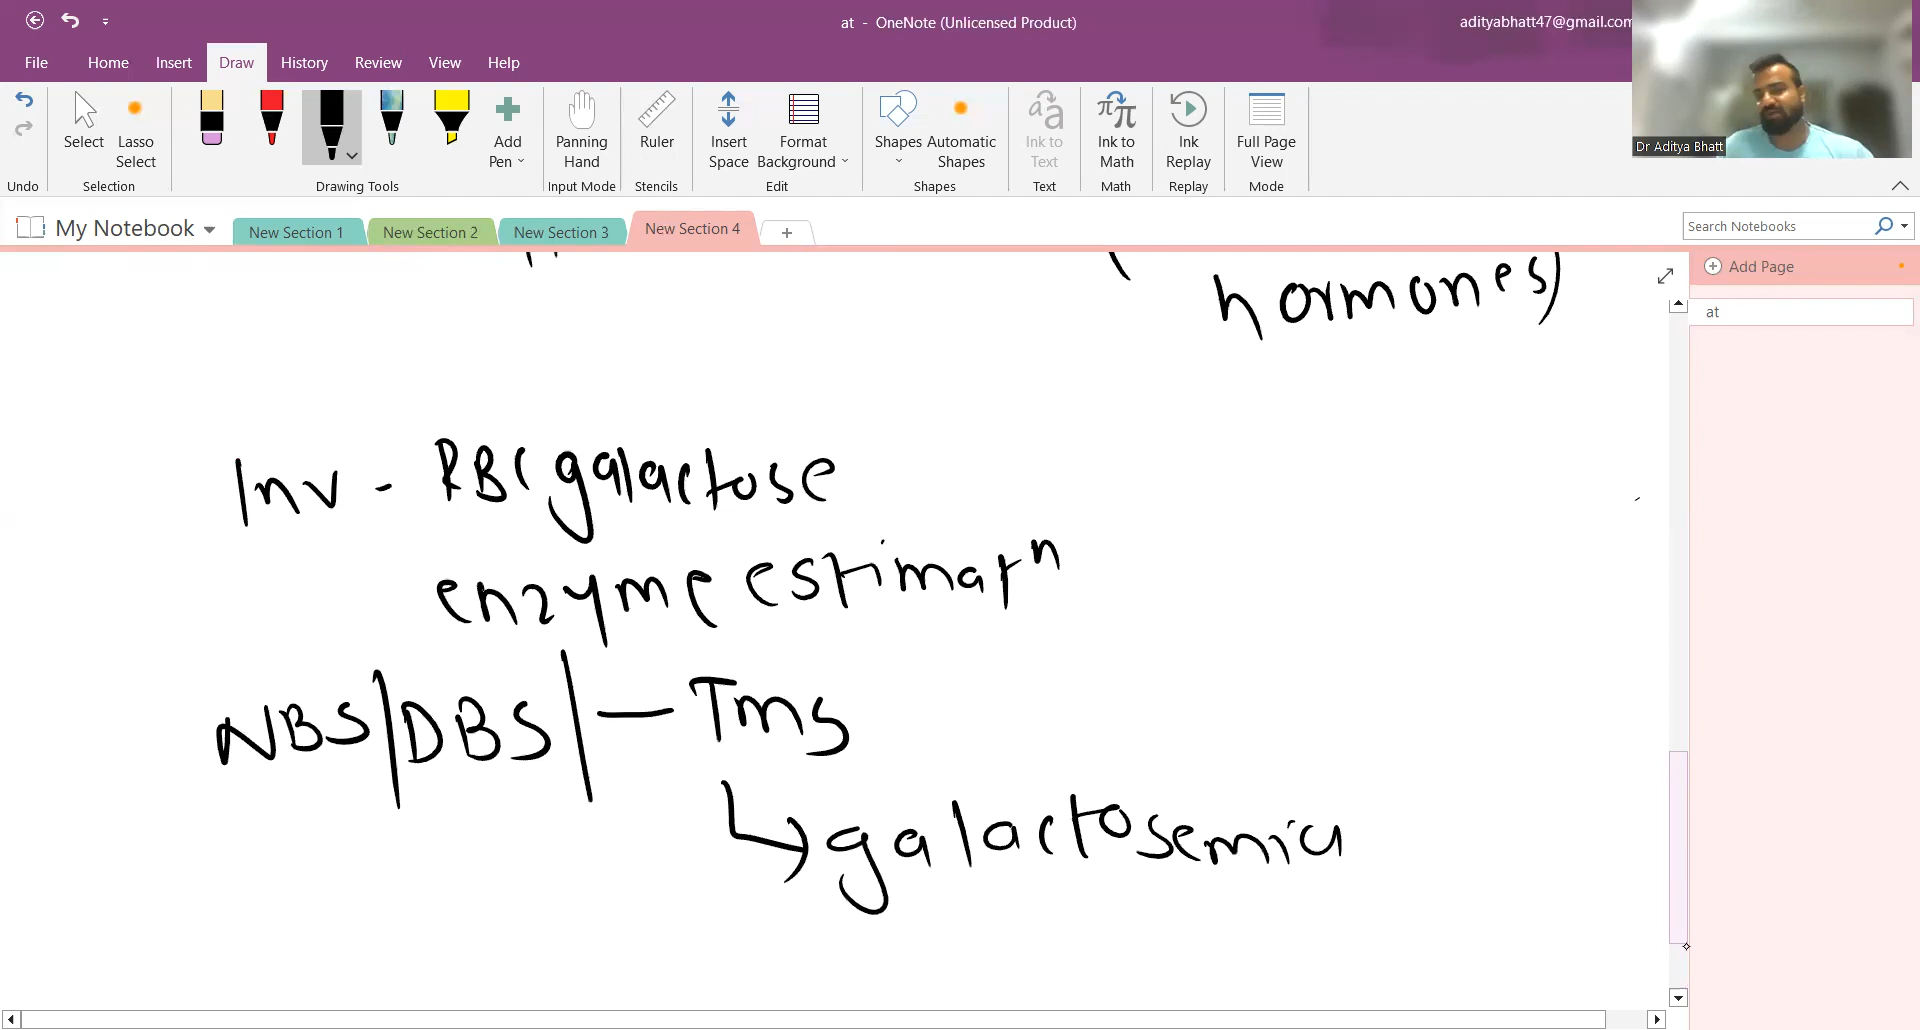 at - OneNote (Unlicensed Product)
adityabhatt47@gmail.com
File Home Insert Draw History Review View Help
Select
Lasso Select
Add Pen
Panning Hand
Ruler
Insert Space
Format Background
Shapes
Automatic Shapes
Ink to Text
Ink to Math
Ink Replay
Full Page View
Undo Selection Drawing Tools Input Mode Stencils Edit Shapes Text Math Replay Mode
Dr Aditya Bhatt
My Notebook New Section 1 New Section 2 New Section 3 New Section 4
Search Notebooks
Add Page
at
hormones)
Inv - RBC galactose
enzyme estimatn
NBS/DBS/ — Tms
↳ galactosemia